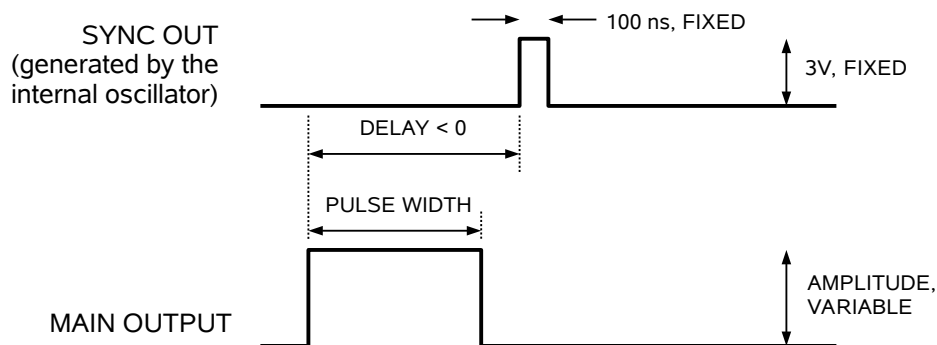 100 ns, FIXED
SYNC OUT
(generated by the
internal oscillator)
3V, FIXED
DELAY < 0
PULSE WIDTH
AMPLITUDE,
VARIABLE
MAIN OUTPUT